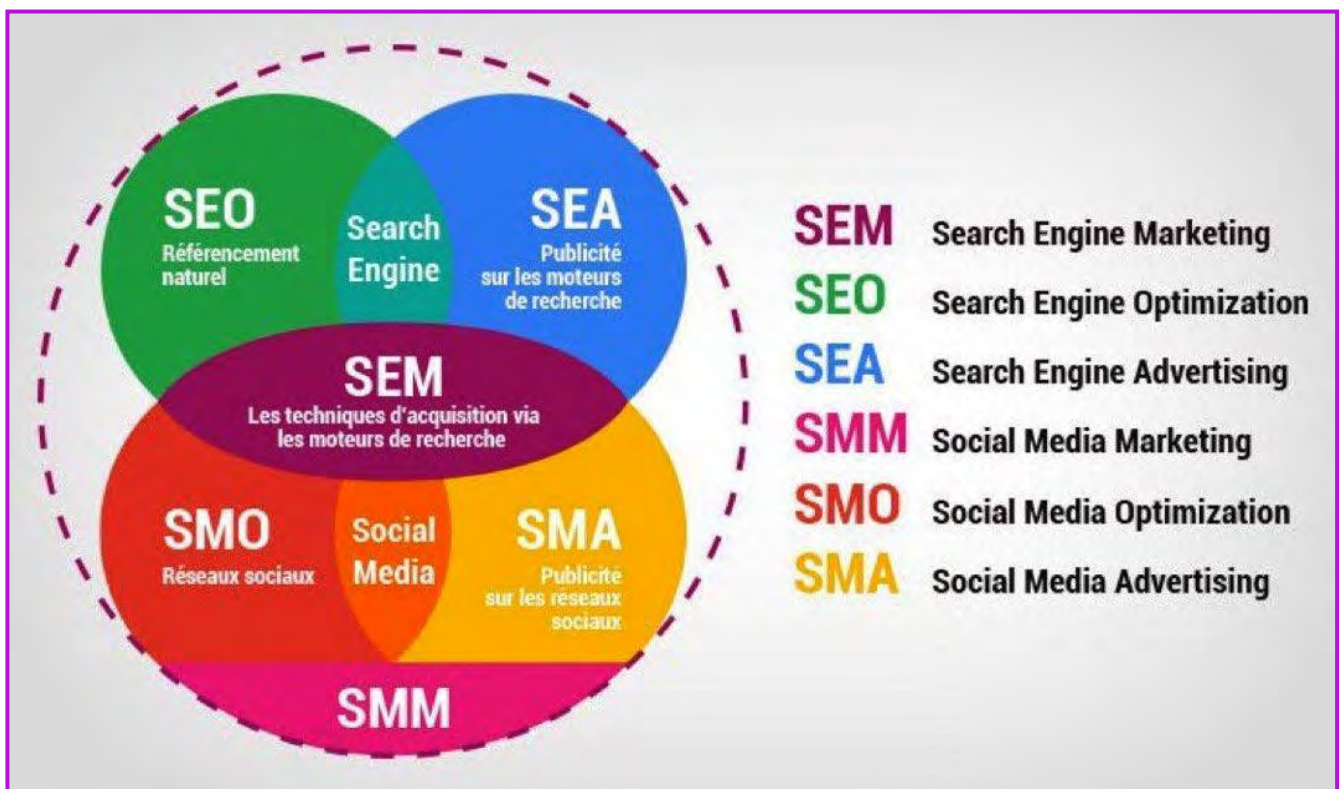 SEO
Référencement
naturel
Search
Engine
SEA
Publicité
sur les moteurs
de recherche
SEM
Les techniques d'acquisition via
les moteurs de recherche
SMO
Réseaux sociaux
Social
Media
SMA
Publicité
sur les réseaux
sociaux
SMM
SEM Search Engine Marketing
SEO Search Engine Optimization
SEA Search Engine Advertising
SMM Social Media Marketing
SMO Social Media Optimization
SMA Social Media Advertising